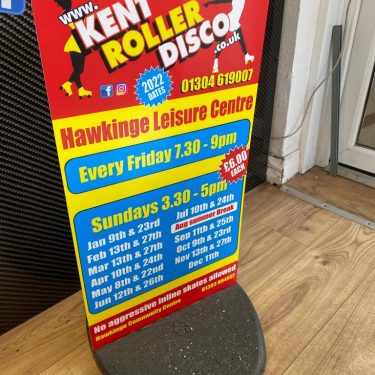 www.
KENT
ROLLER
DISCO
.co.uk
01304 619007
2022
DATES
Hawkinge Leisure Centre
Every Friday 7.30 - 9pm
£6.00
EACH
Sundays 3.30 - 5pm
Jan 9th & 23rd
Feb 13th & 27th
Mar 13th & 27th
Apr 10th & 24th
May 8th & 22nd
Jun 12th & 26th
Jul 10th & 24th
Aug summer Break
Sep 11th & 25th
Oct 9th & 23rd
Nov 13th & 27th
Dec 11th
No aggressive inline skates allowed
Hawkinge Community Centre